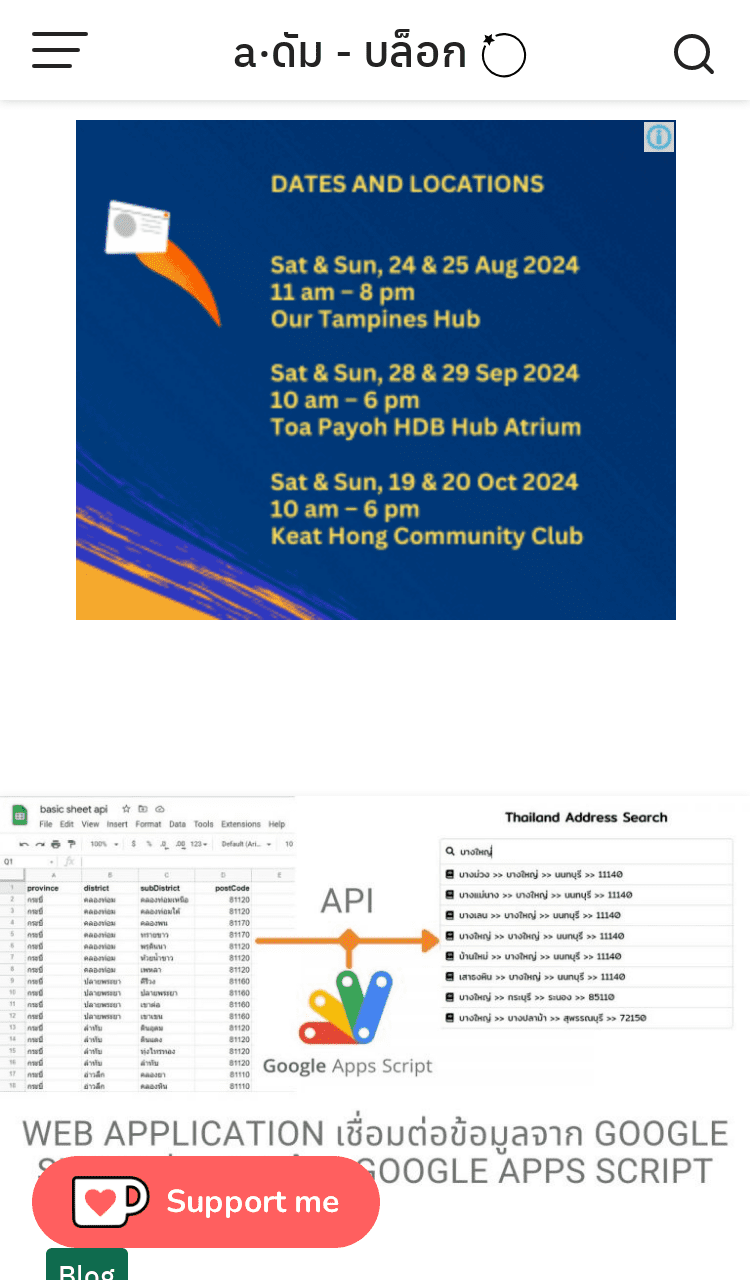 a·ดัม - บล็อก
DATES AND LOCATIONS
Sat & Sun, 24 & 25 Aug 2024
11 am – 8 pm
Our Tampines Hub
Sat & Sun, 28 & 29 Sep 2024
10 am – 6 pm
Toa Payoh HDB Hub Atrium
Sat & Sun, 19 & 20 Oct 2024
10 am – 6 pm
Keat Hong Community Club
basic sheet api
File Edit View Insert Format Data Tools Extensions Help
100% $ % .0 .00 123 Default (Ari... 10
Q1 fx
A B C D E
1 province district subDistrict postCode
2 กระบี่ คลองท่อม คลองท่อมเหนือ 81120
3 กระบี่ คลองท่อม คลองท่อมใต้ 81120
4 กระบี่ คลองท่อม คลองพน 81170
5 กระบี่ คลองท่อม ทรายขาว 81170
6 กระบี่ คลองท่อม พรุดินนา 81120
7 กระบี่ คลองท่อม ห้วยน้ำขาว 81120
8 กระบี่ คลองท่อม เพหลา 81120
9 กระบี่ ปลายพระยา คีรีวง 81160
10 กระบี่ ปลายพระยา ปลายพระยา 81160
11 กระบี่ ปลายพระยา เขาต่อ 81160
12 กระบี่ ปลายพระยา เขาเขน 81160
13 กระบี่ ลำทับ ดินอุดม 81120
14 กระบี่ ลำทับ ดินแดง 81120
15 กระบี่ ลำทับ ทุ่งไทรทอง 81120
16 กระบี่ ลำทับ ลำทับ 81120
17 กระบี่ อ่าวลึก คลองยา 81110
18 กระบี่ อ่าวลึก คลองหิน 81110
API
Google Apps Script
Thailand Address Search
บางใหญ่
บางม่วง >> บางใหญ่ >> นนทบุรี >> 11140
บางแม่นาง >> บางใหญ่ >> นนทบุรี >> 11140
บางเลน >> บางใหญ่ >> นนทบุรี >> 11140
บางใหญ่ >> บางใหญ่ >> นนทบุรี >> 11140
บ้านใหม่ >> บางใหญ่ >> นนทบุรี >> 11140
เสาธงหิน >> บางใหญ่ >> นนทบุรี >> 11140
บางใหญ่ >> กระบุรี >> ระนอง >> 85110
บางใหญ่ >> บางปลาม้า >> สุพรรณบุรี >> 72150
WEB APPLICATION เชื่อมต่อข้อมูลจาก GOOGLE
GOOGLE APPS SCRIPT
Support me
Blog